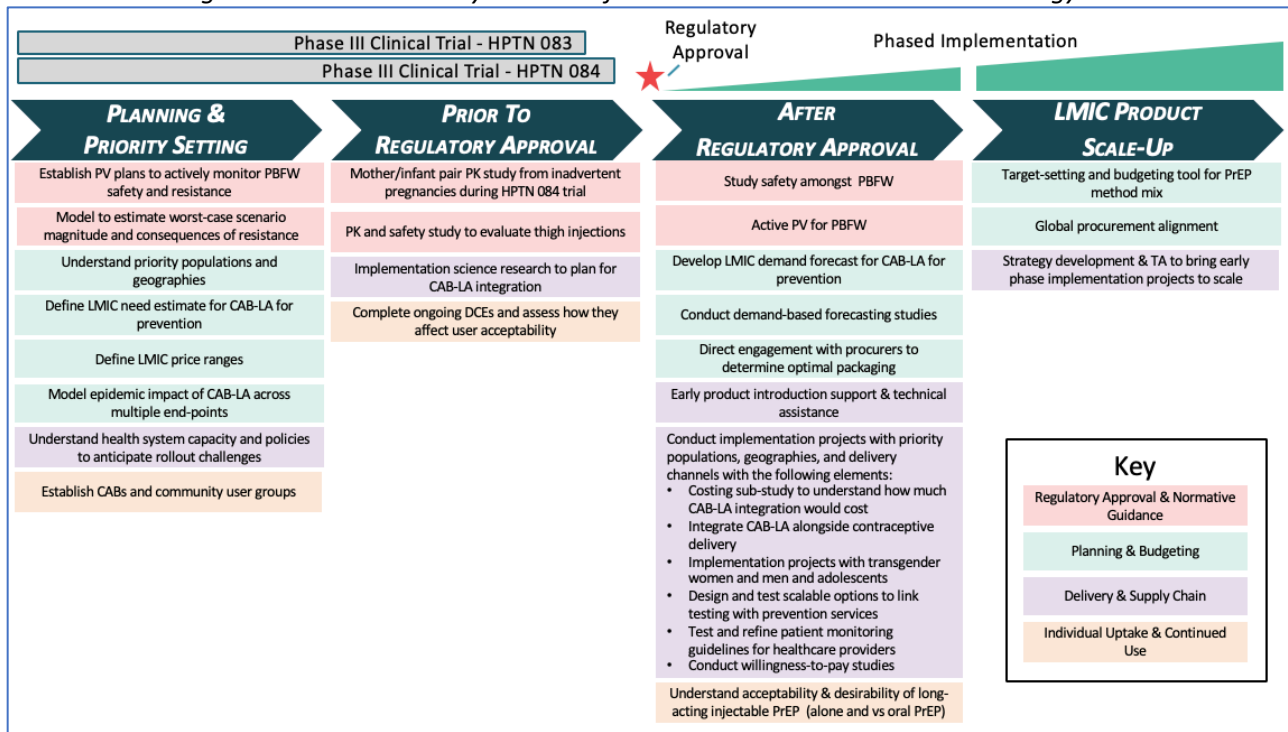 Phase III Clinical Trial - HPTN 083
Phase III Clinical Trial - HPTN 084
Regulatory
Approval
Phased Implementation
PLANNING &
PRIORITY SETTING
PRIOR TO
REGULATORY APPROVAL
AFTER
REGULATORY APPROVAL
LMIC PRODUCT
SCALE-UP
Establish PV plans to actively monitor PBFW
safety and resistance
Model to estimate worst-case scenario
magnitude and consequences of resistance
Understand priority populations and
geographies
Define LMIC need estimate for CAB-LA for
prevention
Define LMIC price ranges
Model epidemic impact of CAB-LA across
multiple end-points
Understand health system capacity and policies
to anticipate rollout challenges
Establish CABs and community user groups
Mother/infant pair PK study from inadvertent
pregnancies during HPTN 084 trial
PK and safety study to evaluate thigh injections
Implementation science research to plan for
CAB-LA integration
Complete ongoing DCEs and assess how they
affect user acceptability
Study safety amongst PBFW
Active PV for PBFW
Develop LMIC demand forecast for CAB-LA for
prevention
Conduct demand-based forecasting studies
Direct engagement with procurers to
determine optimal packaging
Early product introduction support & technical
assistance
Conduct implementation projects with priority
populations, geographies, and delivery
channels with the following elements:
• Costing sub-study to understand how much
CAB-LA integration would cost
• Integrate CAB-LA alongside contraceptive
delivery
• Implementation projects with transgender
women and men and adolescents
• Design and test scalable options to link
testing with prevention services
• Test and refine patient monitoring
guidelines for healthcare providers
• Conduct willingness-to-pay studies
Understand acceptability & desirability of long-
acting injectable PrEP (alone and vs oral PrEP)
Target-setting and budgeting tool for PrEP
method mix
Global procurement alignment
Strategy development & TA to bring early
phase implementation projects to scale
Key
Regulatory Approval & Normative
Guidance
Planning & Budgeting
Delivery & Supply Chain
Individual Uptake & Continued
Use